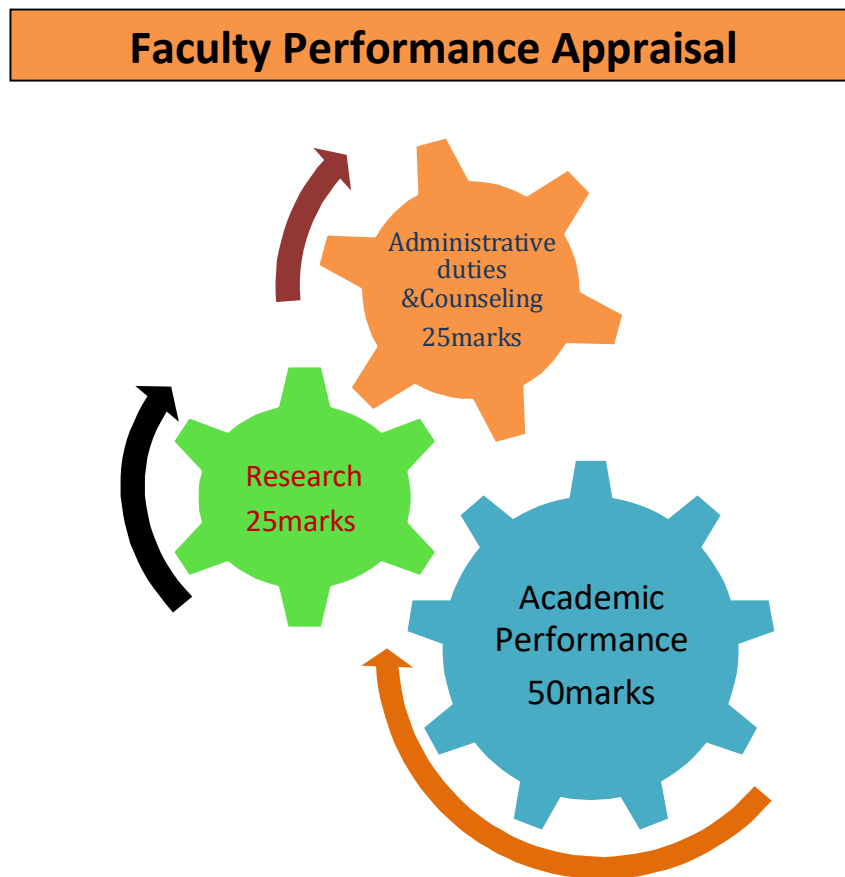 Faculty Performance Appraisal
Administrative
duties
&Counseling
25marks
Research
25marks
Academic
Performance
50marks